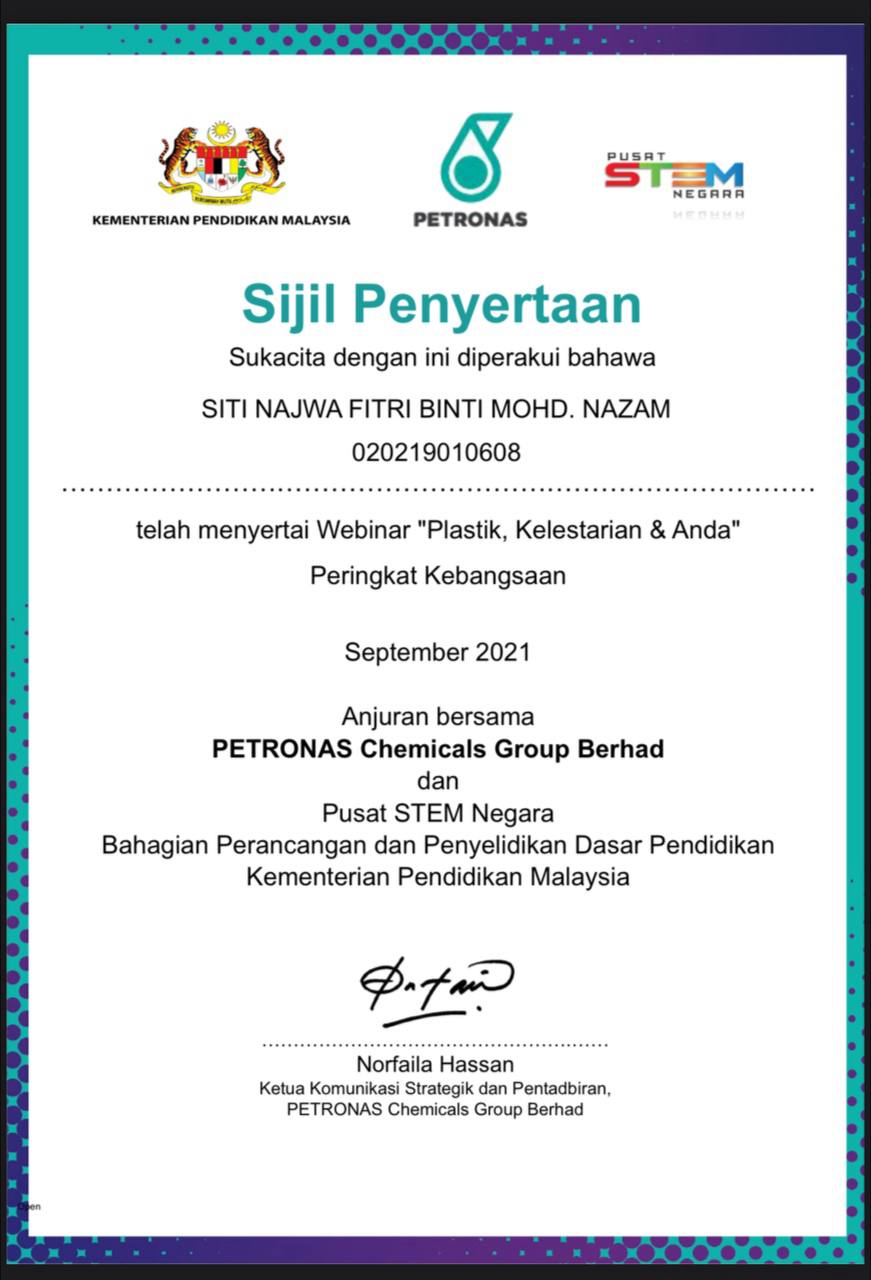 KEMENTERIAN PENDIDIKAN MALAYSIA
PETRONAS
PUSAT
STEM
NEGARA
Sijil Penyertaan
Sukacita dengan ini diperakui bahawa
SITI NAJWA FITRI BINTI MOHD. NAZAM
020219010608
telah menyertai Webinar "Plastik, Kelestarian & Anda"
Peringkat Kebangsaan
September 2021
Anjuran bersama
PETRONAS Chemicals Group Berhad
dan
Pusat STEM Negara
Bahagian Perancangan dan Penyelidikan Dasar Pendidikan
Kementerian Pendidikan Malaysia
Norfaila Hassan
Ketua Komunikasi Strategik dan Pentadbiran,
PETRONAS Chemicals Group Berhad
Open